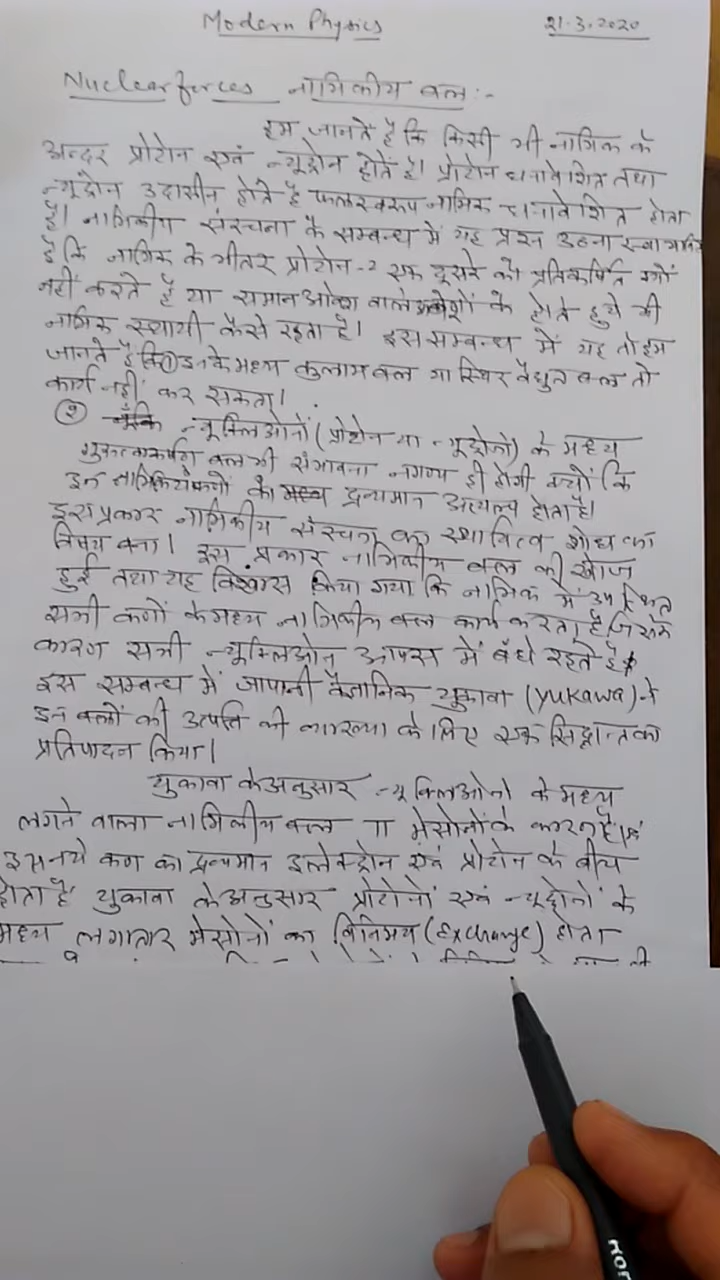 Modern Physics 21.3.2020
Nuclear forces नाभिकीय बल :-
हम जानते है कि किसी भी नाभिक के
अन्दर प्रोटोन एवं न्यूट्रोन होते है। प्रोटोन धनावेशित तथा
न्यूट्रोन उदासीन होते है फलस्वरूप नाभिक धनावेशित होता
है। नाभिकीय संरचना के सम्बन्ध में यह प्रश्न उठना स्वाभाविक
है कि नाभिक के भीतर प्रोटोन-2 एक दूसरे को प्रतिकर्षित क्यों
नहीं करते है या समान आवेश वाले के होते हुये भी
नाभिक स्थायी कैसे रहता है। इस सम्बन्ध में यह तो हम
जानते है कि ① इनके मध्य कुलाम बल या स्थिर वैधुत बल तो
कार्य नहीं कर सकता।
② न्यूक्लिओनों (प्रोटोन या न्यूट्रोनो) के मध्य
गुरुत्वाकर्षण बल की संभावना नगण्य ही होगी क्यों कि
इन का द्रव्यमान अत्यल्प होता है।
इस प्रकार नाभिकीय संरचना का स्थायित्व शोध का
विषय बना। इस प्रकार नाभिकीय बल की खोज
हुई तथा यह विश्वास किया गया कि नाभिक में उपस्थित
सभी कणों के मध्य नाभिकीय बल कार्य करता है जिसके
कारण सभी न्यूक्लिओन आपस में बँधे रहते है
इस सम्बन्ध में जापानी वैज्ञानिक युकावा (Yukawa) ने
इन बलों की उत्पत्ति की व्याख्या के लिए एक सिद्धान्त का
प्रतिपादन किया।
युकावा के अनुसार न्यूक्लिओनो के मध्य
लगने वाला नाभिकीय बल π मेसोनों के कारण है।
इस नये कण का द्रव्यमान इलेक्ट्रोन एवं प्रोटोन के बीच
होता है युकावा के अनुसार प्रोटोनों एवं न्यूट्रोनों के
मध्य लगातार मेसोनों का विनिमय (Exchange) होता